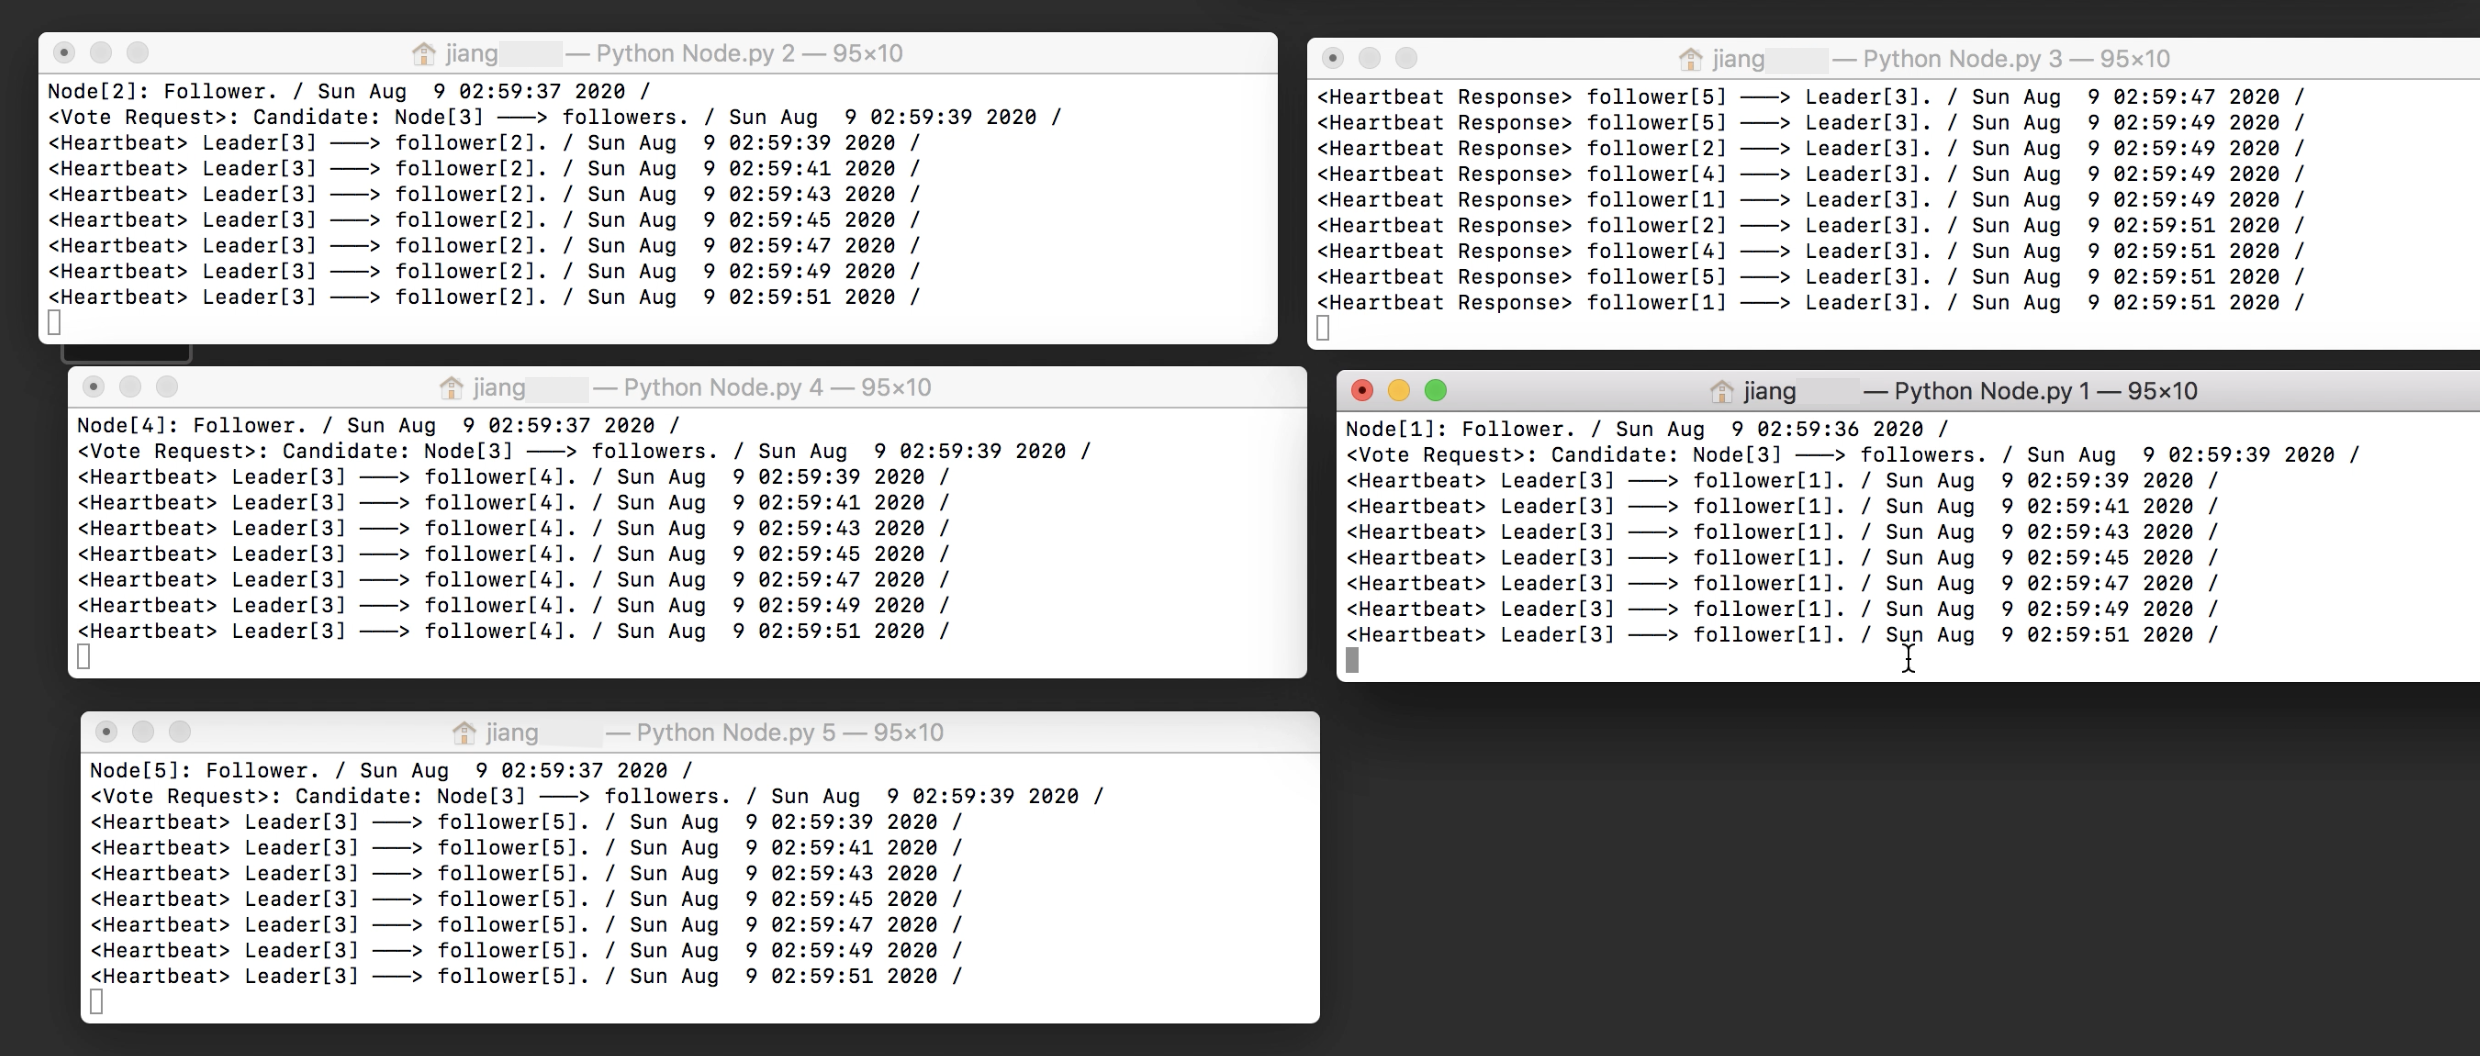 jiang — Python Node.py 2 — 95×10
Node[2]: Follower. / Sun Aug  9 02:59:37 2020 /
<Vote Request>: Candidate: Node[3] ———> followers. / Sun Aug  9 02:59:39 2020 /
<Heartbeat> Leader[3] ———> follower[2]. / Sun Aug  9 02:59:39 2020 /
<Heartbeat> Leader[3] ———> follower[2]. / Sun Aug  9 02:59:41 2020 /
<Heartbeat> Leader[3] ———> follower[2]. / Sun Aug  9 02:59:43 2020 /
<Heartbeat> Leader[3] ———> follower[2]. / Sun Aug  9 02:59:45 2020 /
<Heartbeat> Leader[3] ———> follower[2]. / Sun Aug  9 02:59:47 2020 /
<Heartbeat> Leader[3] ———> follower[2]. / Sun Aug  9 02:59:49 2020 /
<Heartbeat> Leader[3] ———> follower[2]. / Sun Aug  9 02:59:51 2020 /
jiang — Python Node.py 3 — 95×10
<Heartbeat Response> follower[5] ———> Leader[3]. / Sun Aug  9 02:59:47 2020 /
<Heartbeat Response> follower[5] ———> Leader[3]. / Sun Aug  9 02:59:49 2020 /
<Heartbeat Response> follower[2] ———> Leader[3]. / Sun Aug  9 02:59:49 2020 /
<Heartbeat Response> follower[4] ———> Leader[3]. / Sun Aug  9 02:59:49 2020 /
<Heartbeat Response> follower[1] ———> Leader[3]. / Sun Aug  9 02:59:49 2020 /
<Heartbeat Response> follower[2] ———> Leader[3]. / Sun Aug  9 02:59:51 2020 /
<Heartbeat Response> follower[4] ———> Leader[3]. / Sun Aug  9 02:59:51 2020 /
<Heartbeat Response> follower[5] ———> Leader[3]. / Sun Aug  9 02:59:51 2020 /
<Heartbeat Response> follower[1] ———> Leader[3]. / Sun Aug  9 02:59:51 2020 /
jiang — Python Node.py 4 — 95×10
Node[4]: Follower. / Sun Aug  9 02:59:37 2020 /
<Vote Request>: Candidate: Node[3] ———> followers. / Sun Aug  9 02:59:39 2020 /
<Heartbeat> Leader[3] ———> follower[4]. / Sun Aug  9 02:59:39 2020 /
<Heartbeat> Leader[3] ———> follower[4]. / Sun Aug  9 02:59:41 2020 /
<Heartbeat> Leader[3] ———> follower[4]. / Sun Aug  9 02:59:43 2020 /
<Heartbeat> Leader[3] ———> follower[4]. / Sun Aug  9 02:59:45 2020 /
<Heartbeat> Leader[3] ———> follower[4]. / Sun Aug  9 02:59:47 2020 /
<Heartbeat> Leader[3] ———> follower[4]. / Sun Aug  9 02:59:49 2020 /
<Heartbeat> Leader[3] ———> follower[4]. / Sun Aug  9 02:59:51 2020 /
jiang — Python Node.py 1 — 95×10
Node[1]: Follower. / Sun Aug  9 02:59:36 2020 /
<Vote Request>: Candidate: Node[3] ———> followers. / Sun Aug  9 02:59:39 2020 /
<Heartbeat> Leader[3] ———> follower[1]. / Sun Aug  9 02:59:39 2020 /
<Heartbeat> Leader[3] ———> follower[1]. / Sun Aug  9 02:59:41 2020 /
<Heartbeat> Leader[3] ———> follower[1]. / Sun Aug  9 02:59:43 2020 /
<Heartbeat> Leader[3] ———> follower[1]. / Sun Aug  9 02:59:45 2020 /
<Heartbeat> Leader[3] ———> follower[1]. / Sun Aug  9 02:59:47 2020 /
<Heartbeat> Leader[3] ———> follower[1]. / Sun Aug  9 02:59:49 2020 /
<Heartbeat> Leader[3] ———> follower[1]. / Sun Aug  9 02:59:51 2020 /
jiang — Python Node.py 5 — 95×10
Node[5]: Follower. / Sun Aug  9 02:59:37 2020 /
<Vote Request>: Candidate: Node[3] ———> followers. / Sun Aug  9 02:59:39 2020 /
<Heartbeat> Leader[3] ———> follower[5]. / Sun Aug  9 02:59:39 2020 /
<Heartbeat> Leader[3] ———> follower[5]. / Sun Aug  9 02:59:41 2020 /
<Heartbeat> Leader[3] ———> follower[5]. / Sun Aug  9 02:59:43 2020 /
<Heartbeat> Leader[3] ———> follower[5]. / Sun Aug  9 02:59:45 2020 /
<Heartbeat> Leader[3] ———> follower[5]. / Sun Aug  9 02:59:47 2020 /
<Heartbeat> Leader[3] ———> follower[5]. / Sun Aug  9 02:59:49 2020 /
<Heartbeat> Leader[3] ———> follower[5]. / Sun Aug  9 02:59:51 2020 /